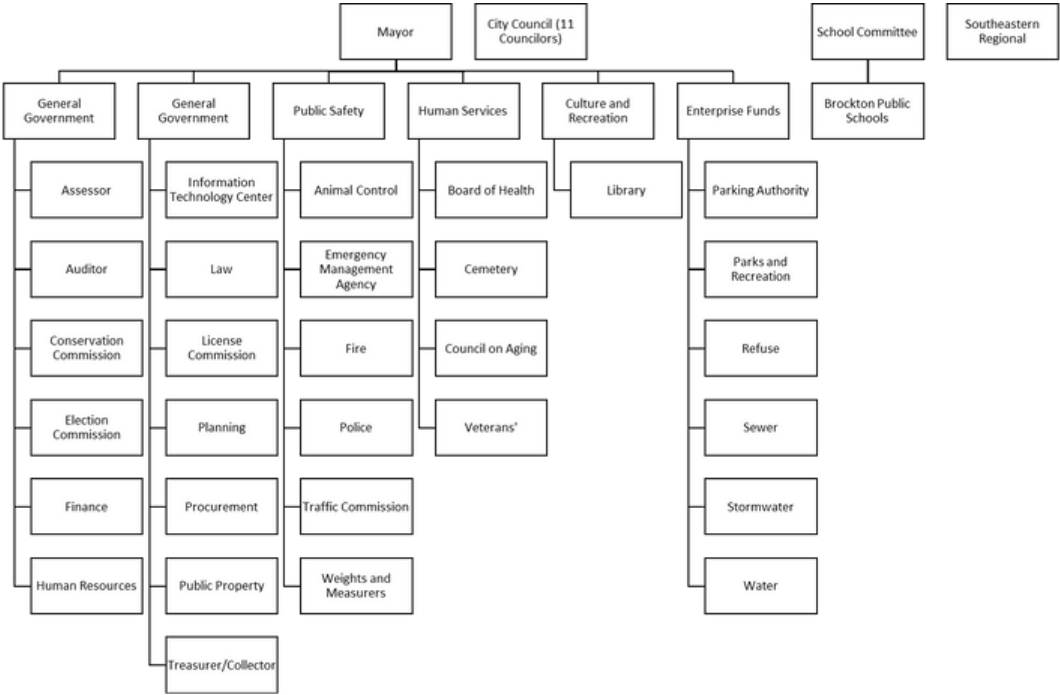 Mayor
City Council (11
Councilors)
School Committee
Southeastern
Regional
General
Government
General
Government
Public Safety
Human Services
Culture and
Recreation
Enterprise Funds
Brockton Public
Schools
Assessor
Information
Technology Center
Animal Control
Board of Health
Library
Parking Authority
Auditor
Law
Emergency
Management
Agency
Cemetery
Parks and
Recreation
Conservation
Commission
License
Commission
Fire
Council on Aging
Refuse
Election
Commission
Planning
Police
Veterans'
Sewer
Finance
Procurement
Traffic Commission
Stormwater
Human Resources
Public Property
Weights and
Measurers
Water
Treasurer/Collector